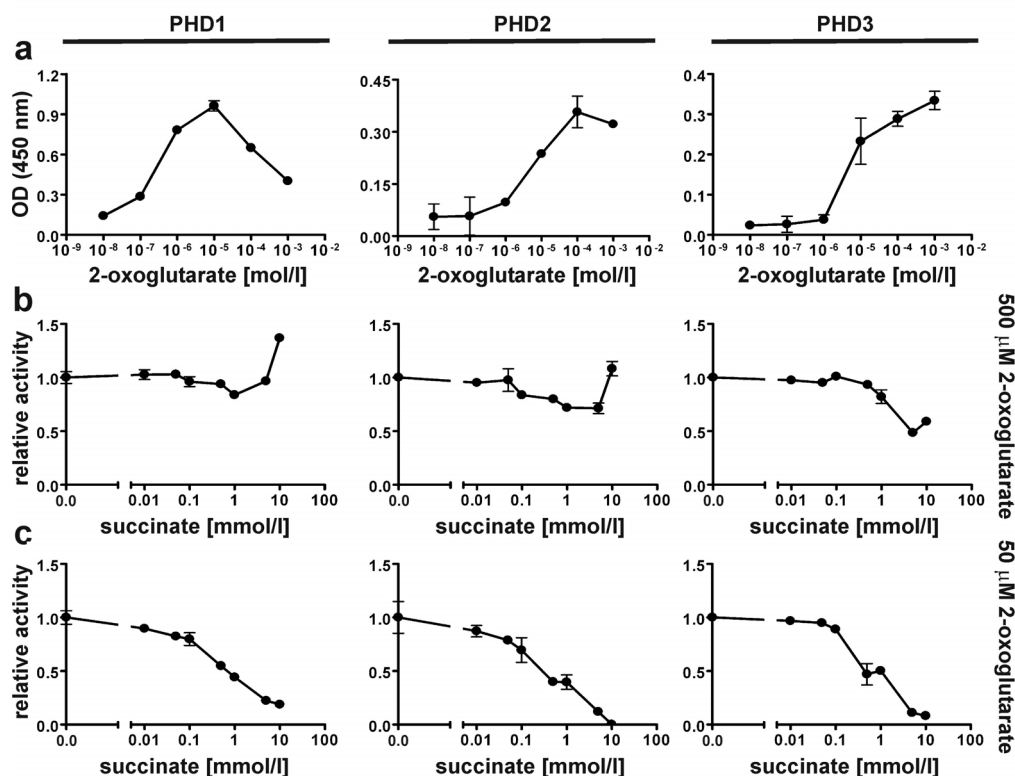 PHD1 PHD2 PHD3
a
OD (450 nm)
1.2 0.9 0.6 0.3 0.0
0.45 0.30 0.15 0.00
0.4 0.3 0.2 0.1 0.0
10-9 10-8 10-7 10-6 10-5 10-4 10-3 10-2 10-9 10-8 10-7 10-6 10-5 10-4 10-3 10-2 10-9 10-8 10-7 10-6 10-5 10-4 10-3 10-2
2-oxoglutarate [mol/l] 2-oxoglutarate [mol/l] 2-oxoglutarate [mol/l]
b
relative activity
1.5 1.0 0.5 0.0
1.5 1.0 0.5 0.0
1.5 1.0 0.5 0.0
0.0 0.01 0.1 1 10 100 0.0 0.01 0.1 1 10 100 0.0 0.01 0.1 1 10 100
succinate [mmol/l] succinate [mmol/l] succinate [mmol/l]
500 μM 2-oxoglutarate
c
relative activity
1.5 1.0 0.5 0.0
1.5 1.0 0.5 0.0
1.5 1.0 0.5 0.0
0.0 0.01 0.1 1 10 100 0.0 0.01 0.1 1 10 100 0.0 0.01 0.1 1 10 100
succinate [mmol/l] succinate [mmol/l] succinate [mmol/l]
50 μM 2-oxoglutarate